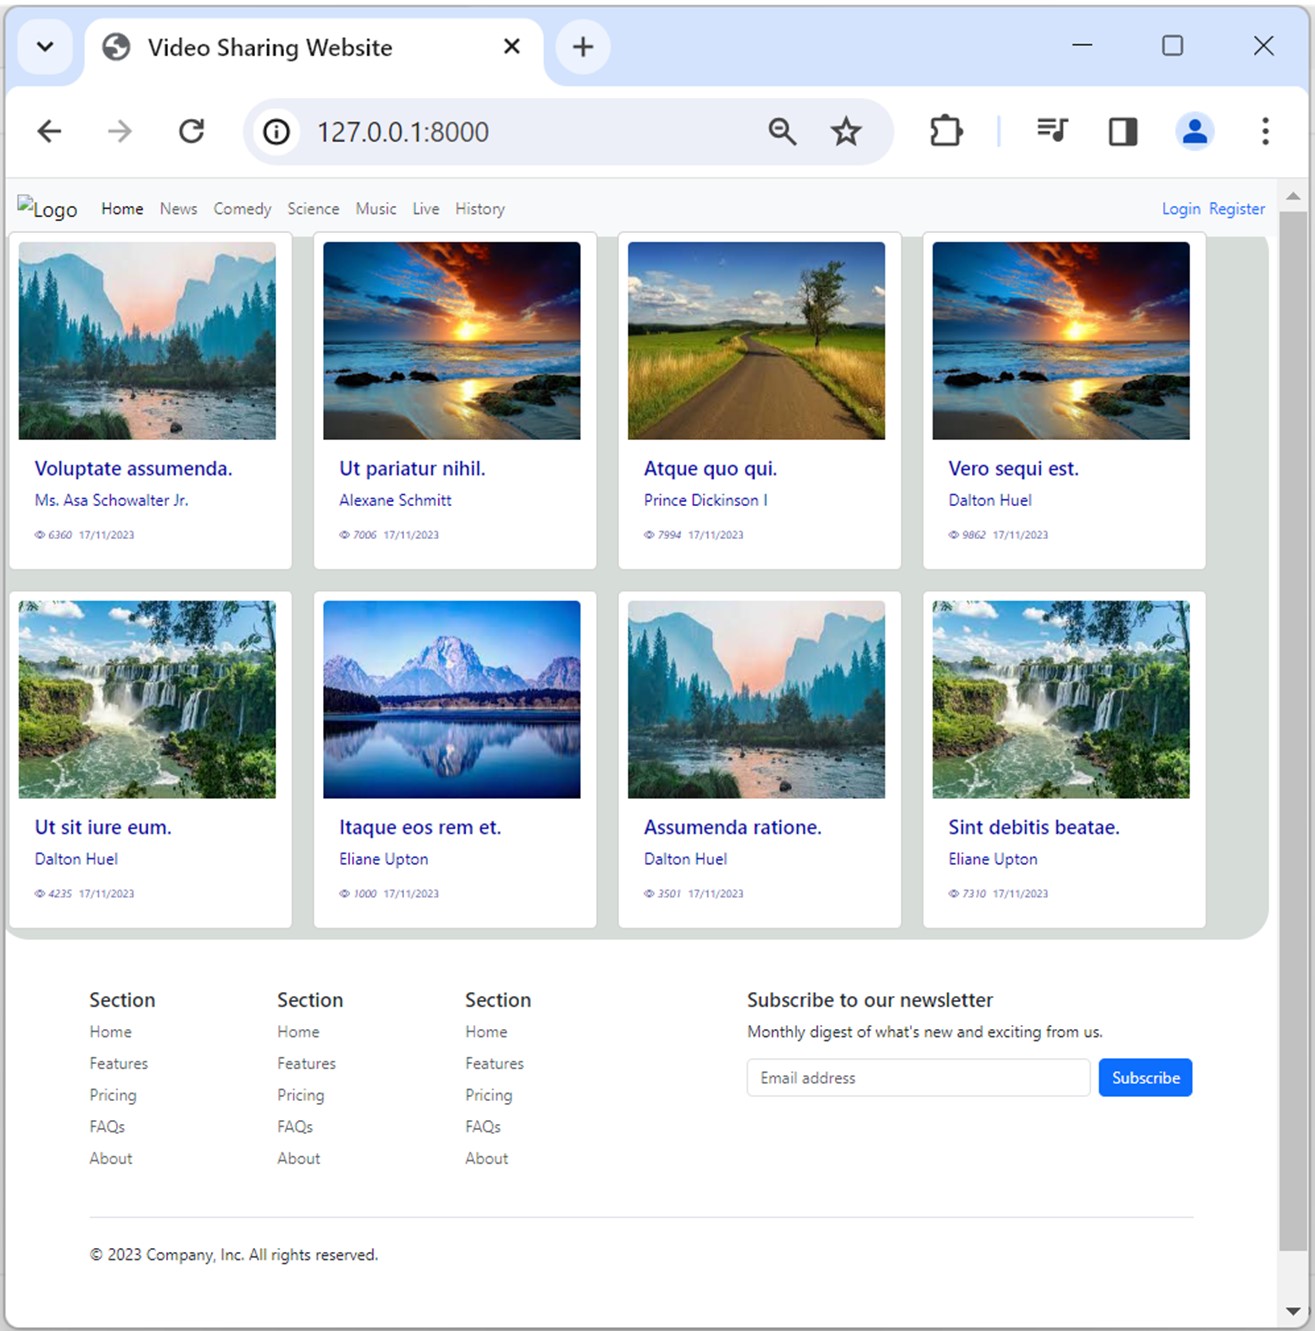 Video Sharing Website
127.0.0.1:8000
Logo Home News Comedy Science Music Live History Login Register
Voluptate assumenda.
Ms. Asa Schowalter Jr.
6360 17/11/2023
Ut pariatur nihil.
Alexane Schmitt
7006 17/11/2023
Atque quo qui.
Prince Dickinson I
7994 17/11/2023
Vero sequi est.
Dalton Huel
9862 17/11/2023
Ut sit iure eum.
Dalton Huel
4235 17/11/2023
Itaque eos rem et.
Eliane Upton
1000 17/11/2023
Assumenda ratione.
Dalton Huel
3501 17/11/2023
Sint debitis beatae.
Eliane Upton
7310 17/11/2023
Section
Home
Features
Pricing
FAQs
About
Section
Home
Features
Pricing
FAQs
About
Section
Home
Features
Pricing
FAQs
About
Subscribe to our newsletter
Monthly digest of what's new and exciting from us.
Email address
Subscribe
© 2023 Company, Inc. All rights reserved.